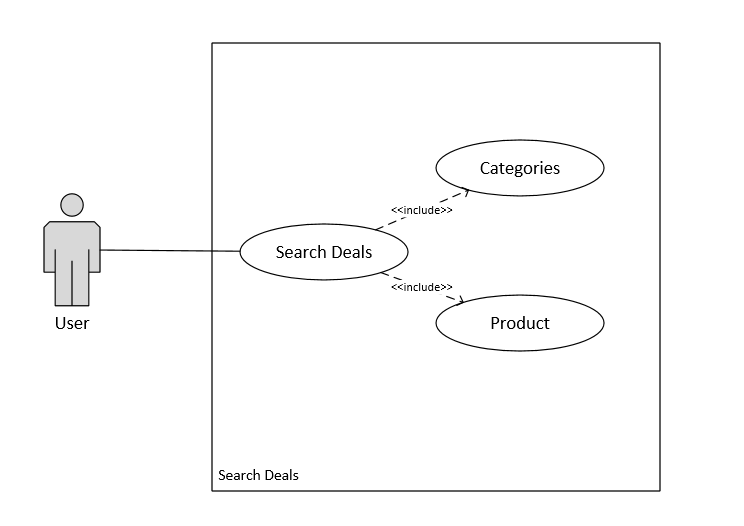 Categories
<<include>>
Search Deals
<<include>>
User
Product
Search Deals